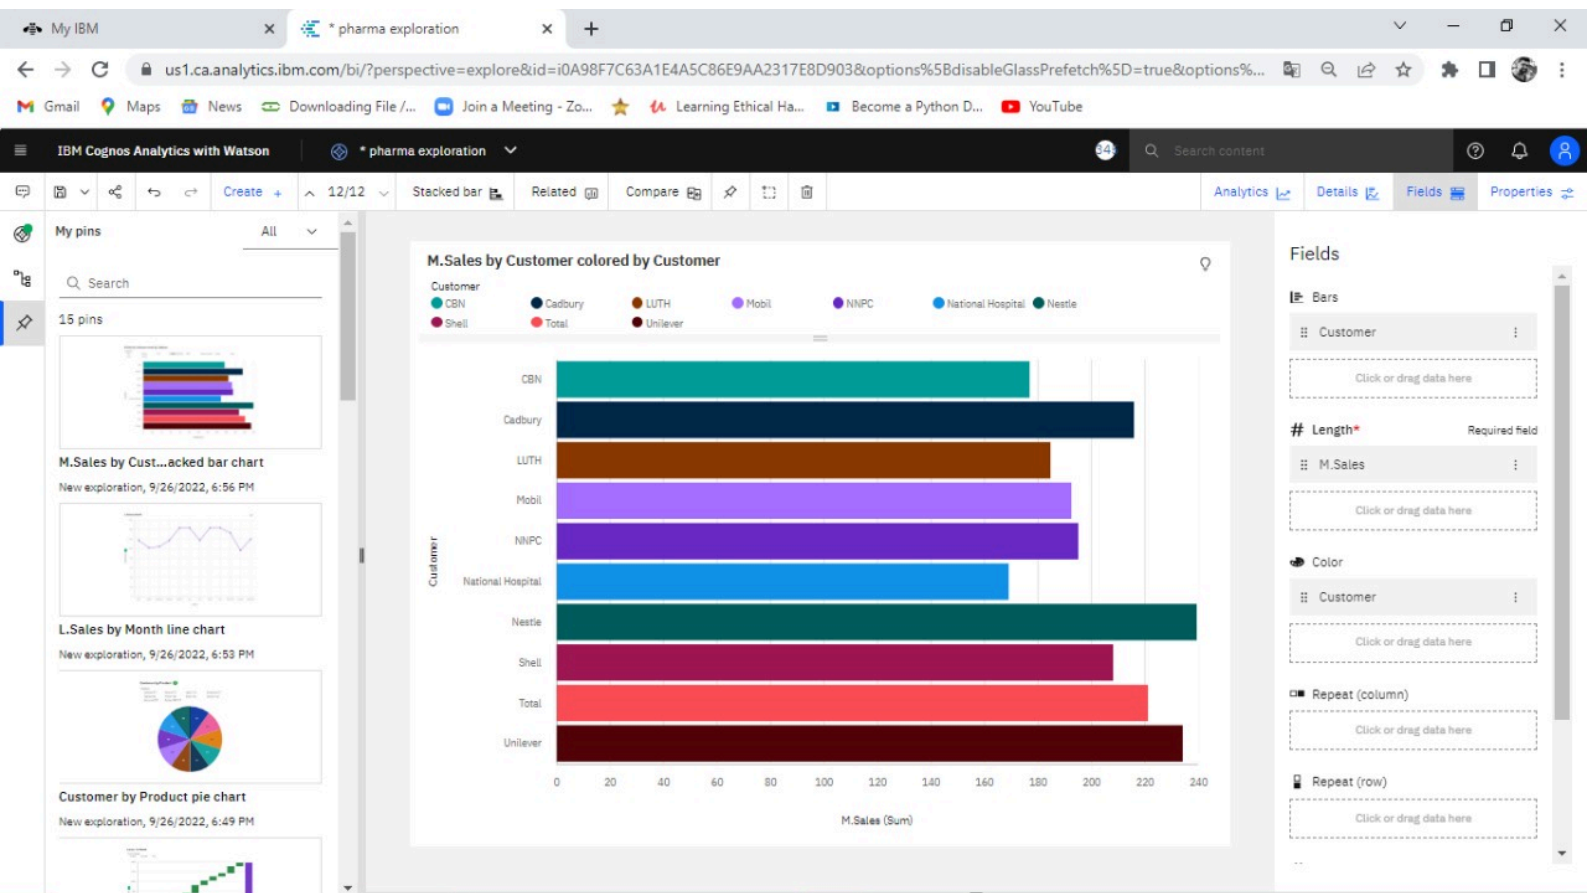 My IBM
* pharma exploration
us1.ca.analytics.ibm.com/bi/?perspective=explore&id=i0A98F7C63A1E4A5C86E9AA2317E8D903&options%5BdisableGlassPrefetch%5D=true&options%...
Gmail Maps News Downloading File /... Join a Meeting - Zo... Learning Ethical Ha... Become a Python D... YouTube
IBM Cognos Analytics with Watson * pharma exploration Search content
Create + 12/12 Stacked bar Related Compare Analytics Details Fields Properties
My pins All
Search
15 pins
M.Sales by Cust...acked bar chart
New exploration, 9/26/2022, 6:56 PM
L.Sales by Month line chart
New exploration, 9/26/2022, 6:53 PM
Customer by Product pie chart
New exploration, 9/26/2022, 6:49 PM
M.Sales by Customer colored by Customer
Customer
CBN Cadbury LUTH Mobil NNPC National Hospital Nestle
Shell Total Unilever
Customer
CBN
Cadbury
LUTH
Mobil
NNPC
National Hospital
Nestle
Shell
Total
Unilever
0 20 40 60 80 100 120 140 160 180 200 220 240
M.Sales (Sum)
Fields
Bars
Customer
Click or drag data here
# Length* Required field
M.Sales
Click or drag data here
Color
Customer
Click or drag data here
Repeat (column)
Click or drag data here
Repeat (row)
Click or drag data here